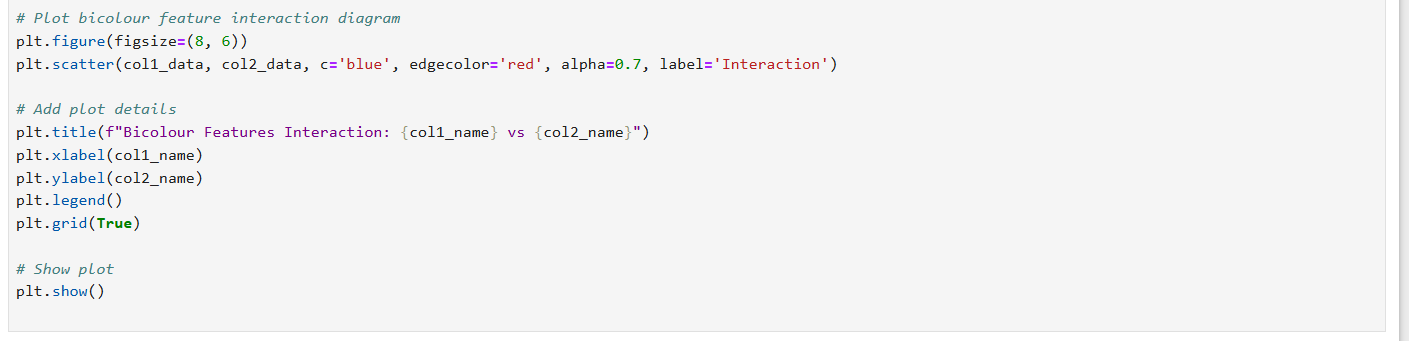 # Plot bicolour feature interaction diagram
plt.figure(figsize=(8, 6))
plt.scatter(col1_data, col2_data, c='blue', edgecolor='red', alpha=0.7, label='Interaction')
# Add plot details
plt.title(f"Bicolour Features Interaction: {col1_name} vs {col2_name}")
plt.xlabel(col1_name)
plt.ylabel(col2_name)
plt.legend()
plt.grid(True)
# Show plot
plt.show()